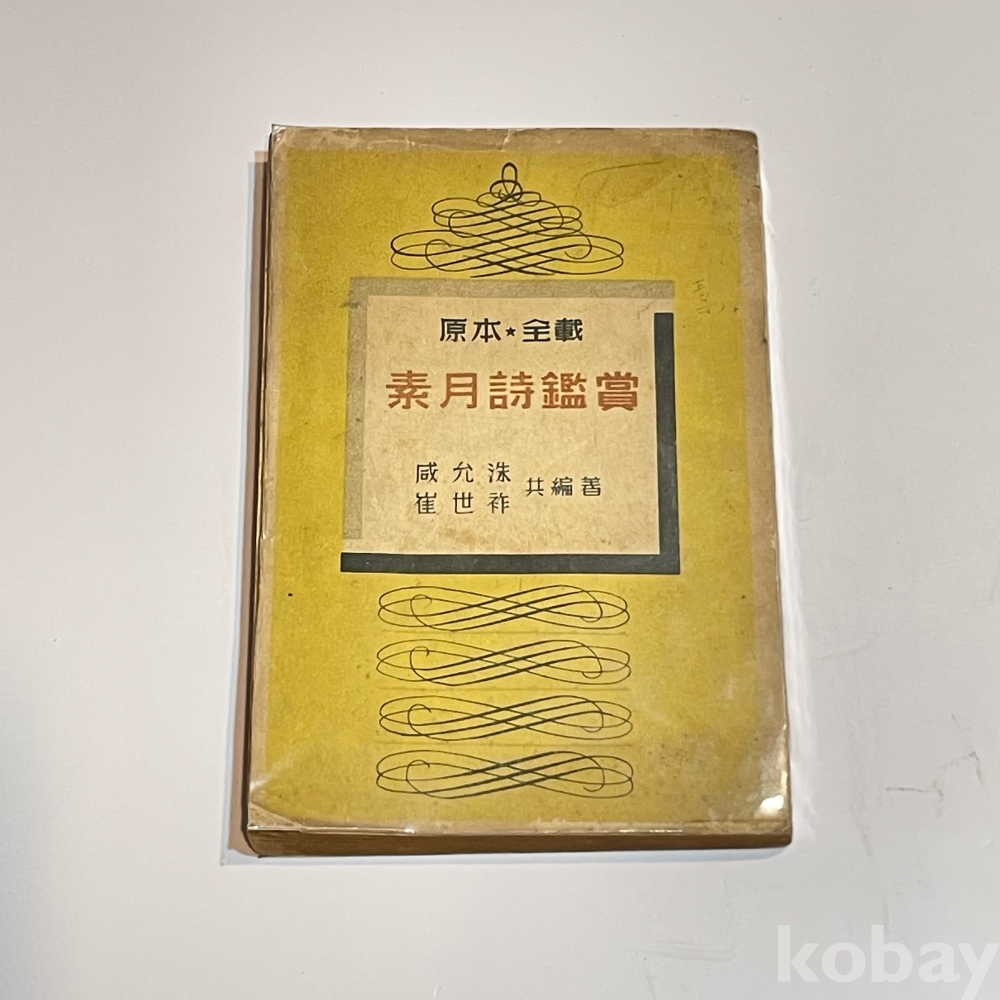 原本★全載
素月詩鑑賞
咸允洙
崔世祚 共編著
kobay